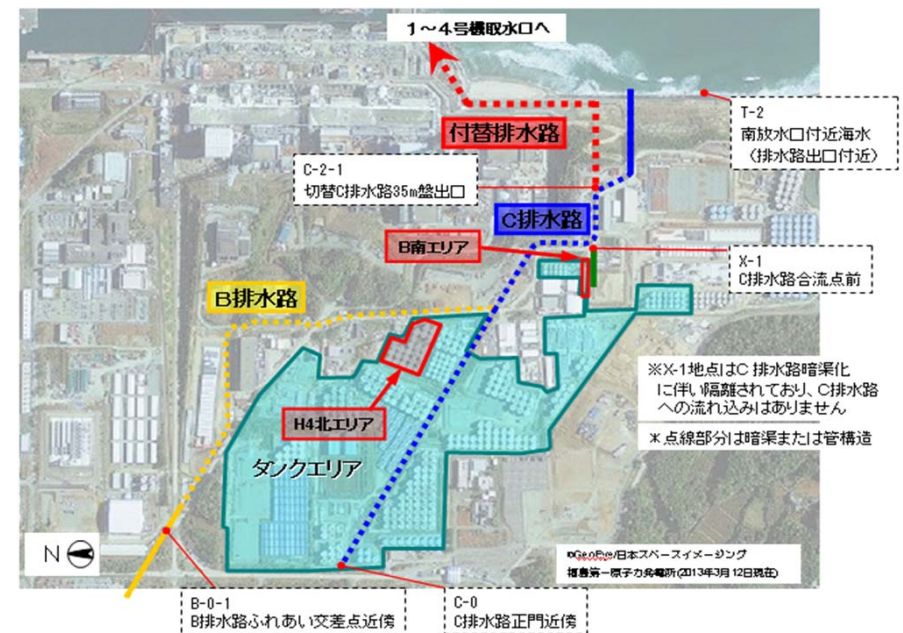 1～4号機取水口へ
付替排水路
T-2
南放水口付近海水
（排水路出口付近）
C-2-1
切替C排水路35m盤出口
C排水路
B南エリア
X-1
C排水路合流点前
B排水路
※X-1地点はC排水路暗渠化
に伴い隔離されており、C排水路
への流れ込みはありません
＊点線部分は暗渠または管構造
H4北エリア
タンクエリア
N
©GeoEye/日本スペースイメージング
福島第一原子力発電所(2013年3月12日現在)
B-0-1
B排水路ふれあい交差点近傍
C-0
C排水路正門近傍